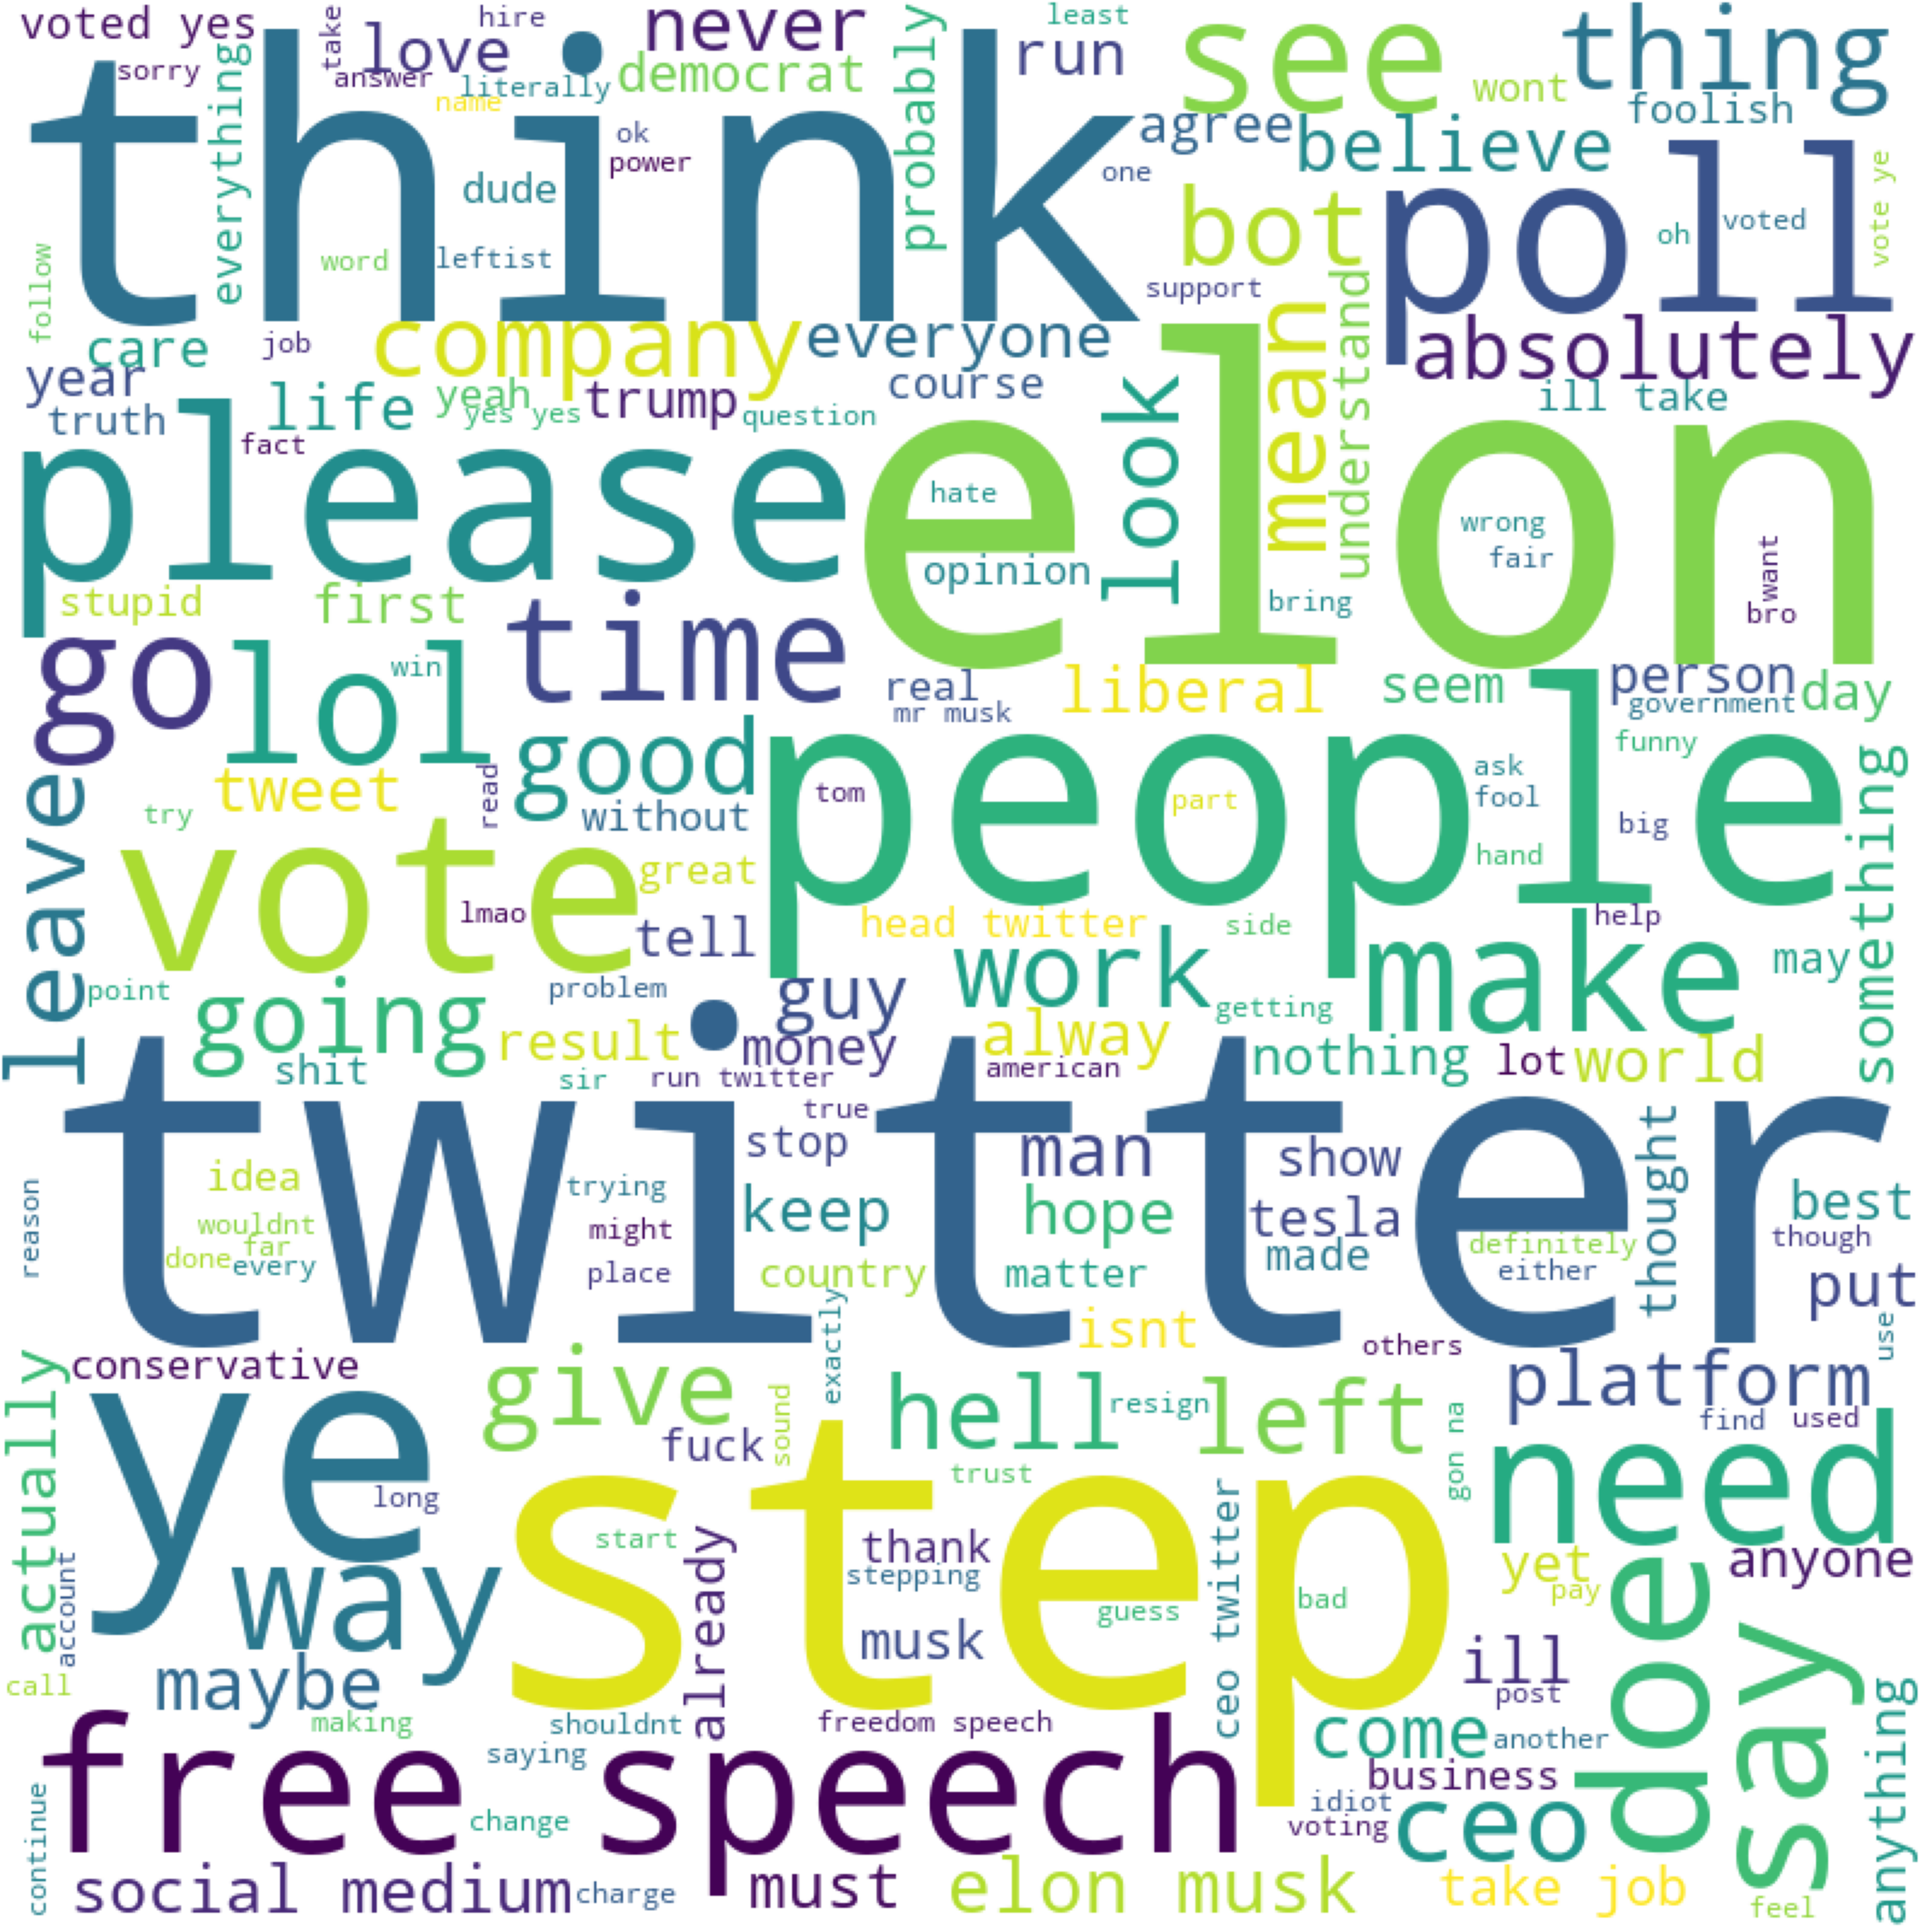 voted yes
take
love
hire
never
least
run
see
thing
sorry
answer
literally
democrat
probably
wont
foolish
everything
name
think
ok
power
agree
believe
one
dude
poll
vote ye
voted
oh
bot
follow
word
leftist
support
care
job
company
everyone
mean
understand
absolutely
year
truth
life
yeah
yes yes
trump
question
course
look
ill take
fact
please
elon
hate
opinion
wrong
fair
want
bro
bring
stupid
first
time
go
lol
win
real
mr musk
liberal
seem
person
government
day
funny
leave
tweet
read
good
without
people
tom
part
ask
fool
big
something
try
vote
great
hand
lmao
tell
head twitter
side
help
make
may
work
point
going
problem
guy
getting
result
money
alway
nothing
lot
world
shit
sir
run twitter
american
twitter
true
stop
man
show
thought
reason
idea
trying
keep
hope
tesla
best
wouldnt
far
done
every
might
place
made
definitely
either
though
put
country
matter
exactly
isnt
others
use
conservative
give
hell
resign
left
platform
find
used
actually
ye
fuck
sound
gon na
need
long
trust
step
start
already
thank
stepping
ceo twitter
bad
yet
pay
anyone
account
way
guess
musk
doe
say
ill
post
call
maybe
making
shouldnt
freedom speech
come
another
anything
free speech
saying
business
idiot
voting
ceo
continue
change
social medium
charge
must
elon musk
take job
feel